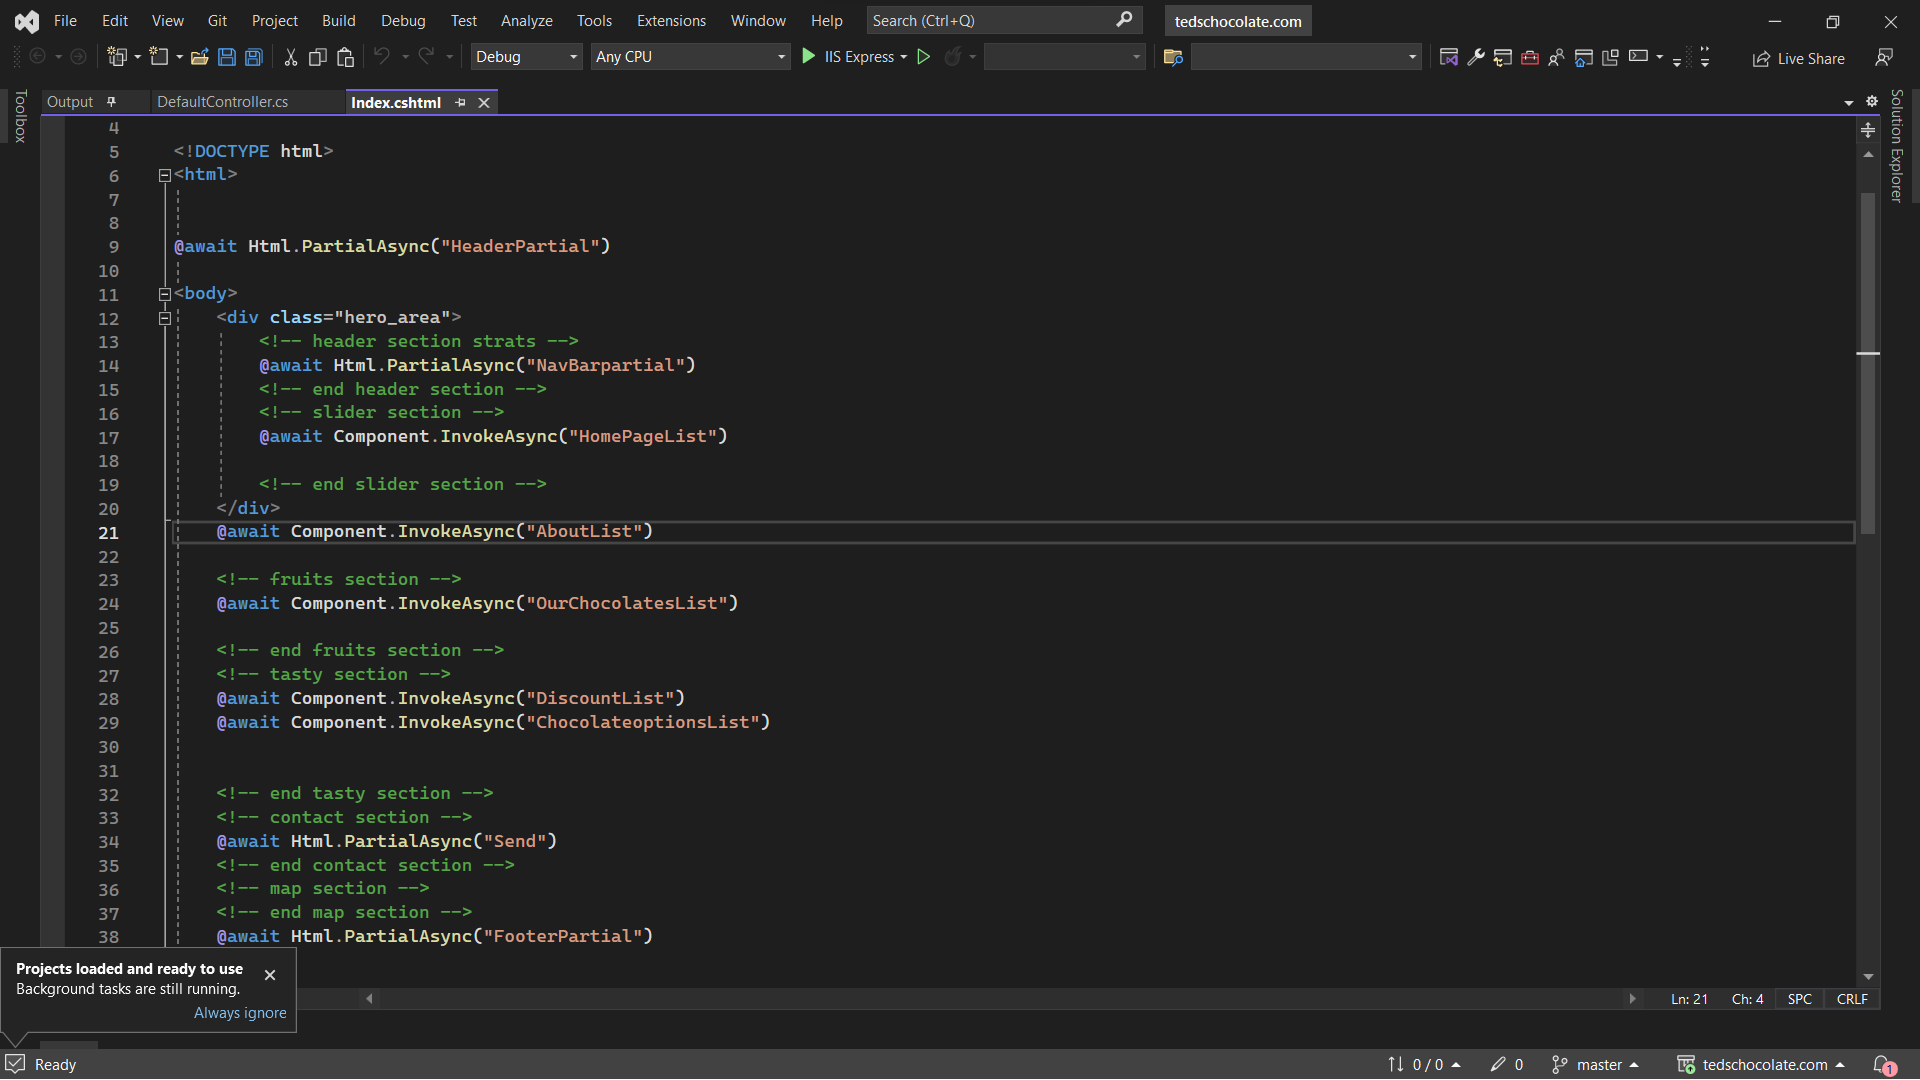 File Edit View Git Project Build Debug Test Analyze Tools Extensions Window Help Search (Ctrl+Q) tedschocolate.com
Debug Any CPU IIS Express Live Share
Toolbox
Output DefaultController.cs Index.cshtml
Solution Explorer
4
5 <!DOCTYPE html>
6 <html>
7
8
9 @await Html.PartialAsync("HeaderPartial")
10
11 <body>
12 <div class="hero_area">
13 <!-- header section strats -->
14 @await Html.PartialAsync("NavBarpartial")
15 <!-- end header section -->
16 <!-- slider section -->
17 @await Component.InvokeAsync("HomePageList")
18
19 <!-- end slider section -->
20 </div>
21 @await Component.InvokeAsync("AboutList")
22
23 <!-- fruits section -->
24 @await Component.InvokeAsync("OurChocolatesList")
25
26 <!-- end fruits section -->
27 <!-- tasty section -->
28 @await Component.InvokeAsync("DiscountList")
29 @await Component.InvokeAsync("ChocolateoptionsList")
30
31
32 <!-- end tasty section -->
33 <!-- contact section -->
34 @await Html.PartialAsync("Send")
35 <!-- end contact section -->
36 <!-- map section -->
37 <!-- end map section -->
38 @await Html.PartialAsync("FooterPartial")
Projects loaded and ready to use
Background tasks are still running.
Always ignore
Ln: 21 Ch: 4 SPC CRLF
Ready 0 / 0 0 master tedschocolate.com 1